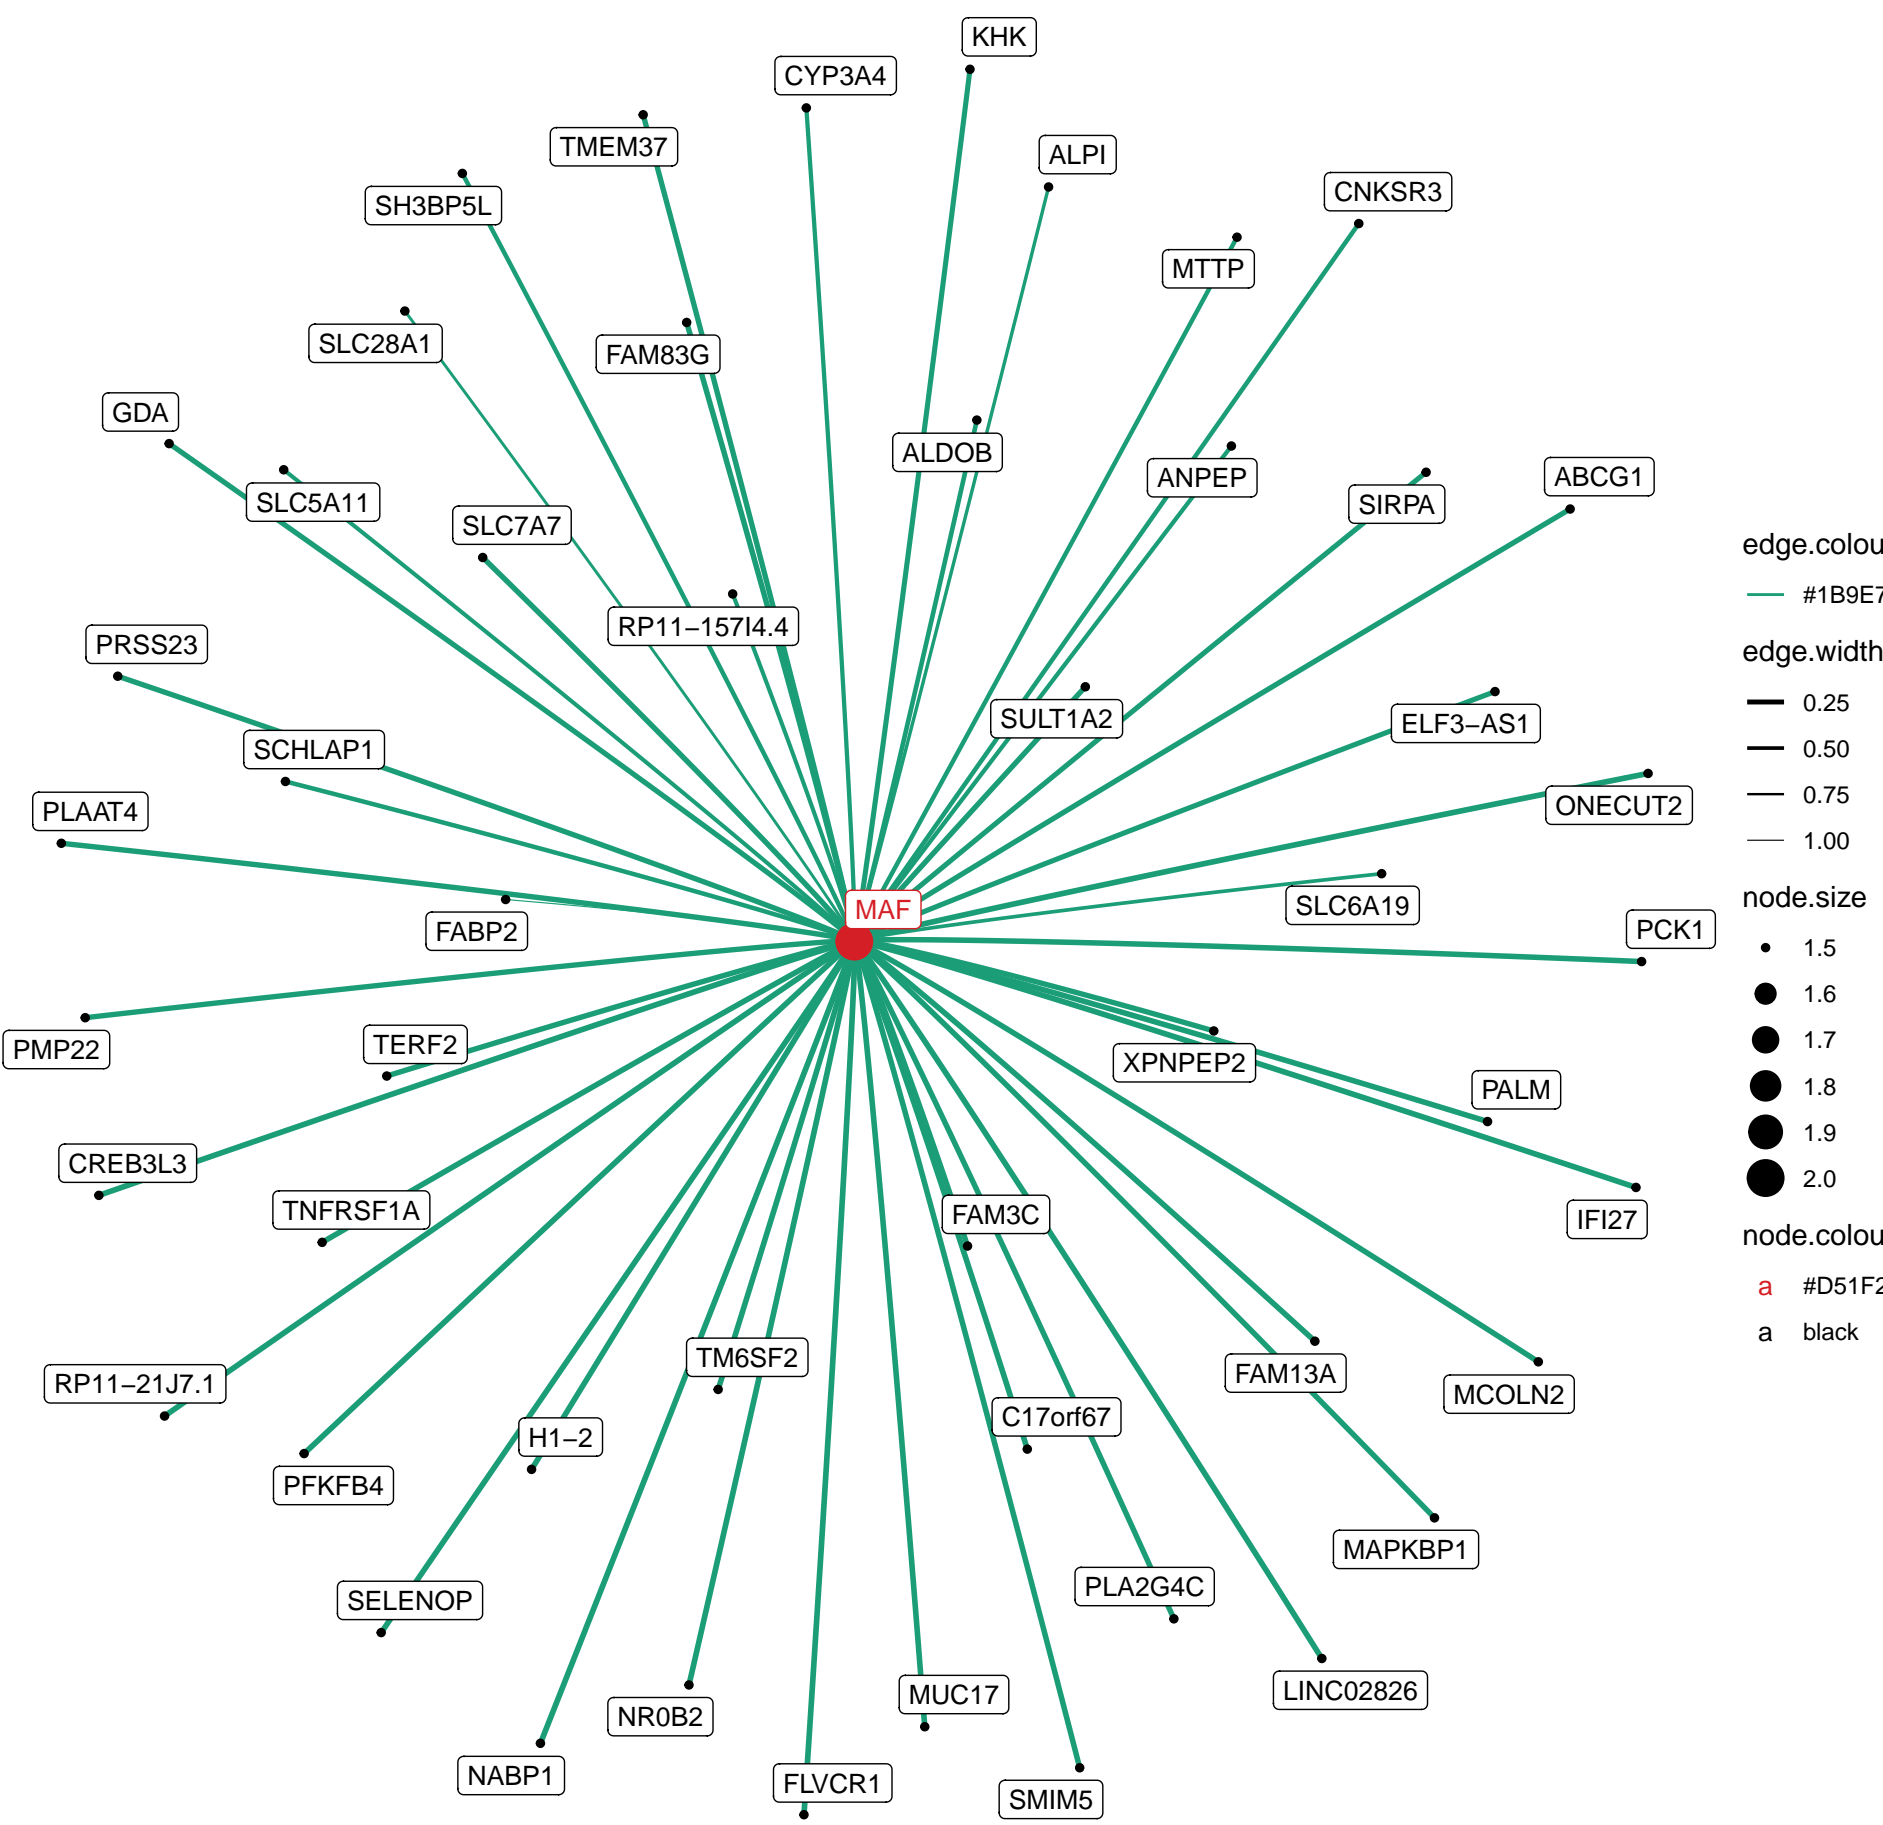 KHK
CYP3A4
TMEM37
ALPI
SH3BP5L
CNKSR3
MTTP
SLC28A1
FAM83G
GDA
ALDOB
ANPEP
ABCG1
SLC5A11
SIRPA
SLC7A7
edge.colou
#1B9E7
RP11−157I4.4
PRSS23
edge.width
0.25
SULT1A2
ELF3−AS1
SCHLAP1
0.50
0.75
ONECUT2
PLAAT4
1.00
node.size
SLC6A19
MAF
FABP2
PCK1
1.5
1.6
TERF2
1.7
PMP22
XPNPEP2
PALM
1.8
1.9
CREB3L3
2.0
TNFRSF1A
FAM3C
IFI27
node.colou
a #D51F2
a black
TM6SF2
FAM13A
RP11−21J7.1
MCOLN2
C17orf67
H1−2
PFKFB4
MAPKBP1
PLA2G4C
SELENOP
LINC02826
MUC17
NR0B2
NABP1
FLVCR1
SMIM5